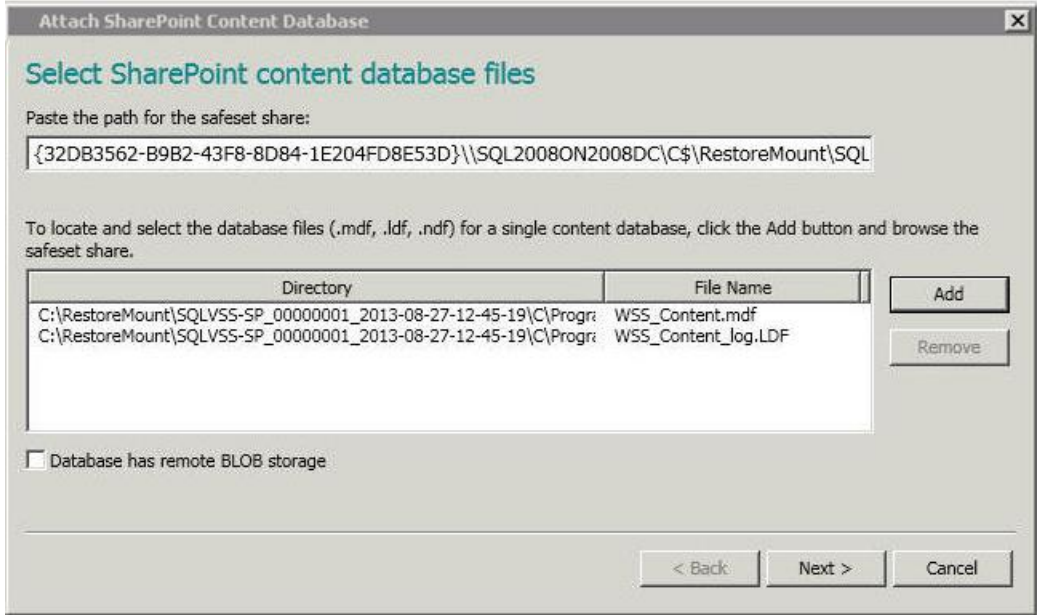 Attach SharePoint Content Database
Select SharePoint content database files
Paste the path for the safeset share:
{32DB3562-B9B2-43F8-8D84-1E204FD8E53D}\\SQL2008ON2008DC\C$\RestoreMount\SQL
To locate and select the database files (.mdf, .ldf, .ndf) for a single content database, click the Add button and browse the
safeset share.
Directory File Name
Add
C:\RestoreMount\SQLVSS-SP_00000001_2013-08-27-12-45-19\C\Progra WSS_Content.mdf
C:\RestoreMount\SQLVSS-SP_00000001_2013-08-27-12-45-19\C\Progra WSS_Content_log.LDF
Remove
Database has remote BLOB storage
< Back Next > Cancel